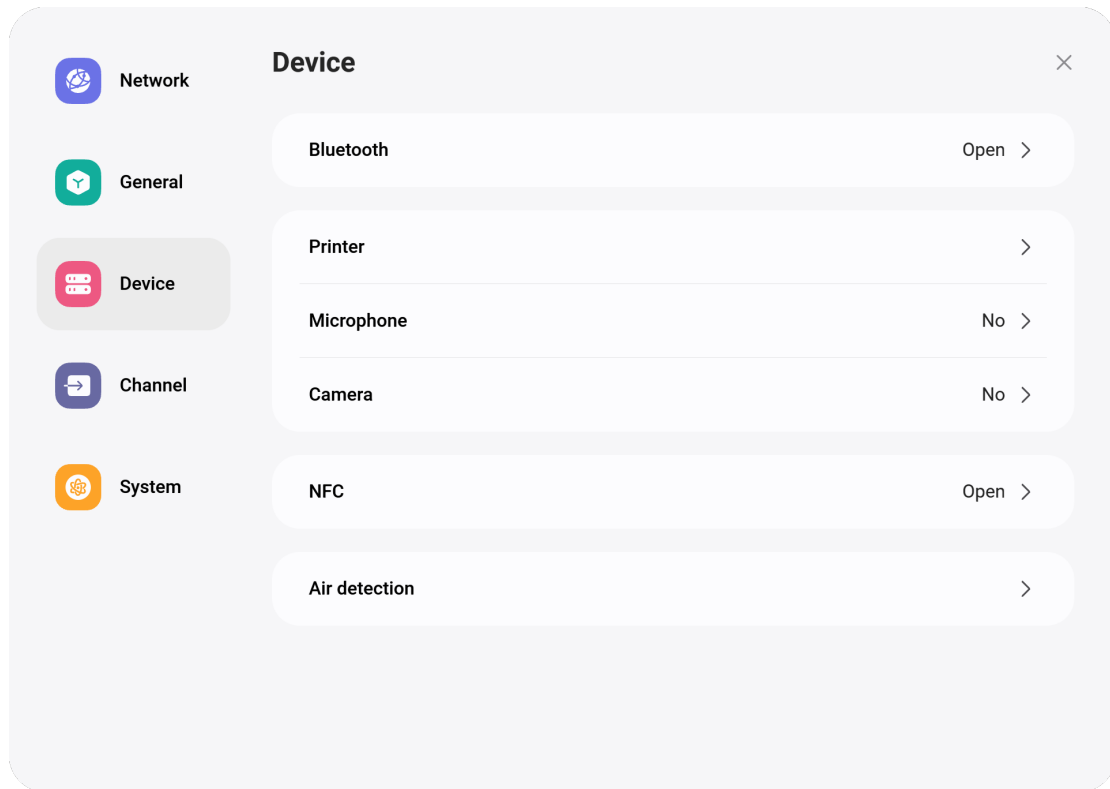 Network
General
Device
Channel
System
Device
Bluetooth Open
Printer
Microphone No
Camera No
NFC Open
Air detection